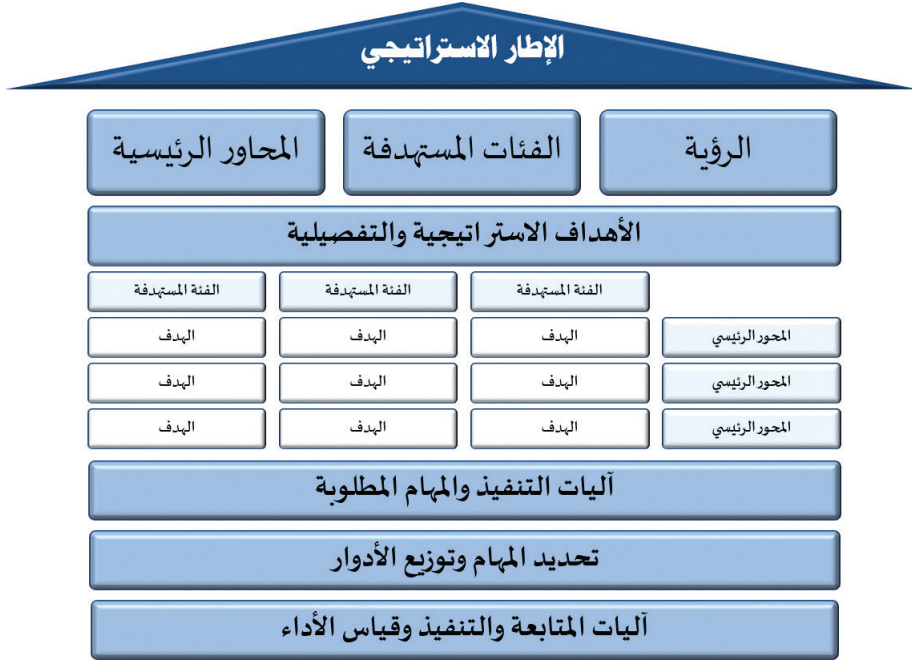 الإطار الاستراتيجي
الرؤية
الفئات المستهدفة
المحاور الرئيسية
الأهداف الاستراتيجية والتفصيلية
الفئة المستهدفة
الفئة المستهدفة
الفئة المستهدفة
المحور الرئيسي
الهدف
الهدف
الهدف
المحور الرئيسي
الهدف
الهدف
الهدف
المحور الرئيسي
الهدف
الهدف
الهدف
آليات التنفيذ والمهام المطلوبة
تحديد المهام وتوزيع الأدوار
آليات المتابعة والتنفيذ وقياس الأداء